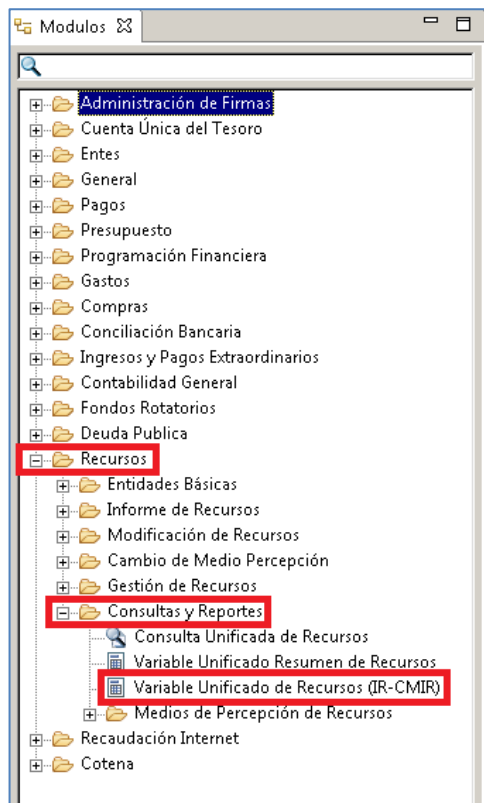 Modulos
Administración de Firmas
Cuenta Única del Tesoro
Entes
General
Pagos
Presupuesto
Programación Financiera
Gastos
Compras
Conciliación Bancaria
Ingresos y Pagos Extraordinarios
Contabilidad General
Fondos Rotatorios
Deuda Publica
Recursos
Entidades Básicas
Informe de Recursos
Modificación de Recursos
Cambio de Medio Percepción
Gestión de Recursos
Consultas y Reportes
Consulta Unificada de Recursos
Variable Unificado Resumen de Recursos
Variable Unificado de Recursos (IR-CMIR)
Medios de Percepción de Recursos
Recaudación Internet
Cotena